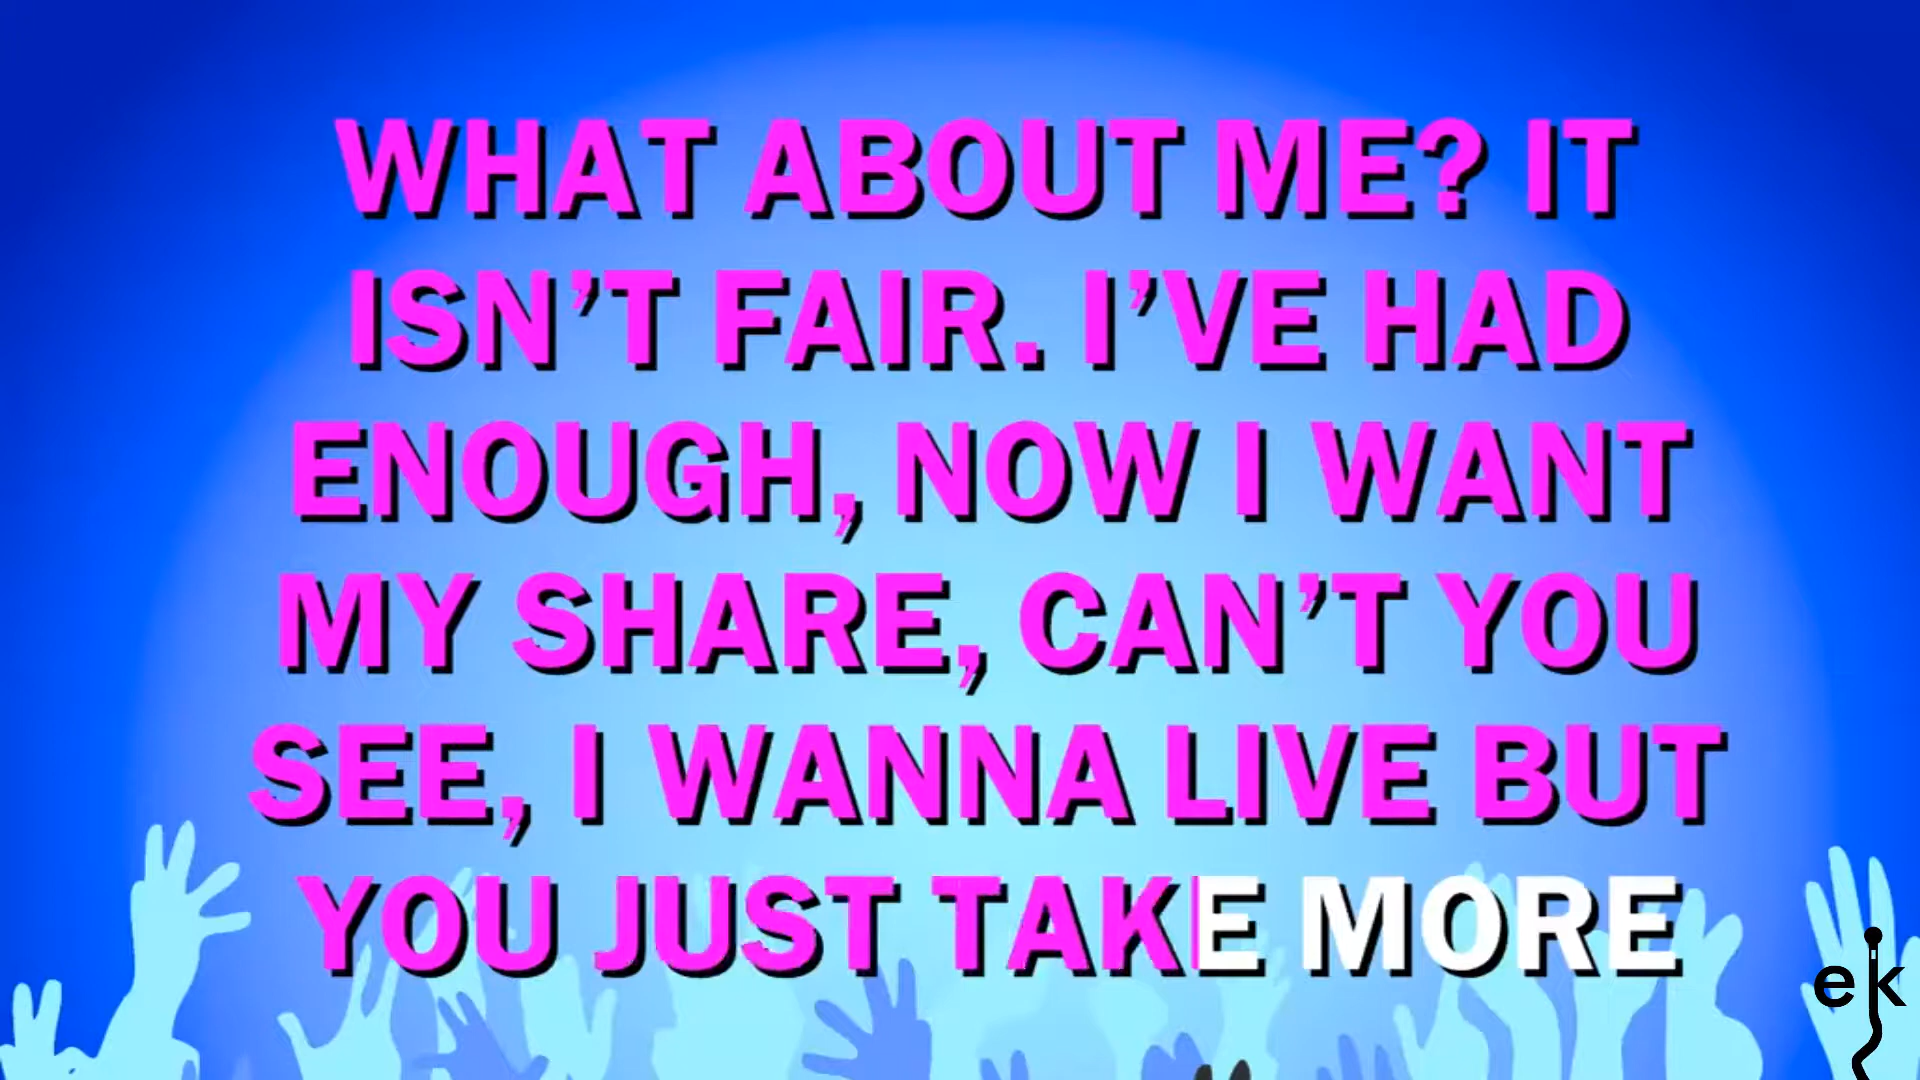 WHAT ABOUT ME? IT
ISN’T FAIR. I’VE HAD
ENOUGH, NOW I WANT
MY SHARE, CAN’T YOU
SEE, I WANNA LIVE BUT
YOU JUST TAKE MORE
ek